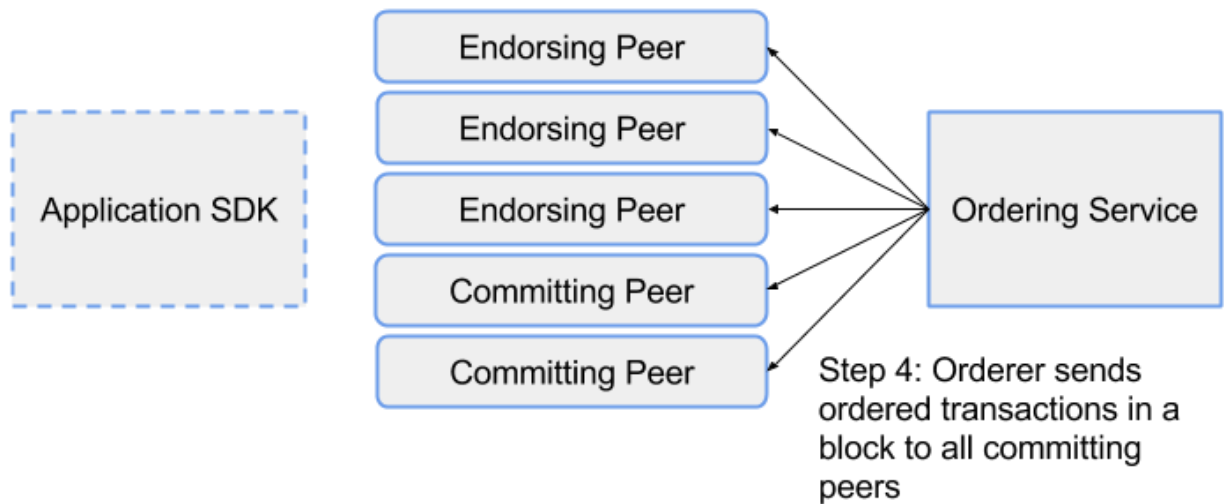 Endorsing Peer
Endorsing Peer
Application SDK
Endorsing Peer
Ordering Service
Committing Peer
Committing Peer
Step 4: Orderer sends
ordered transactions in a
block to all committing
peers